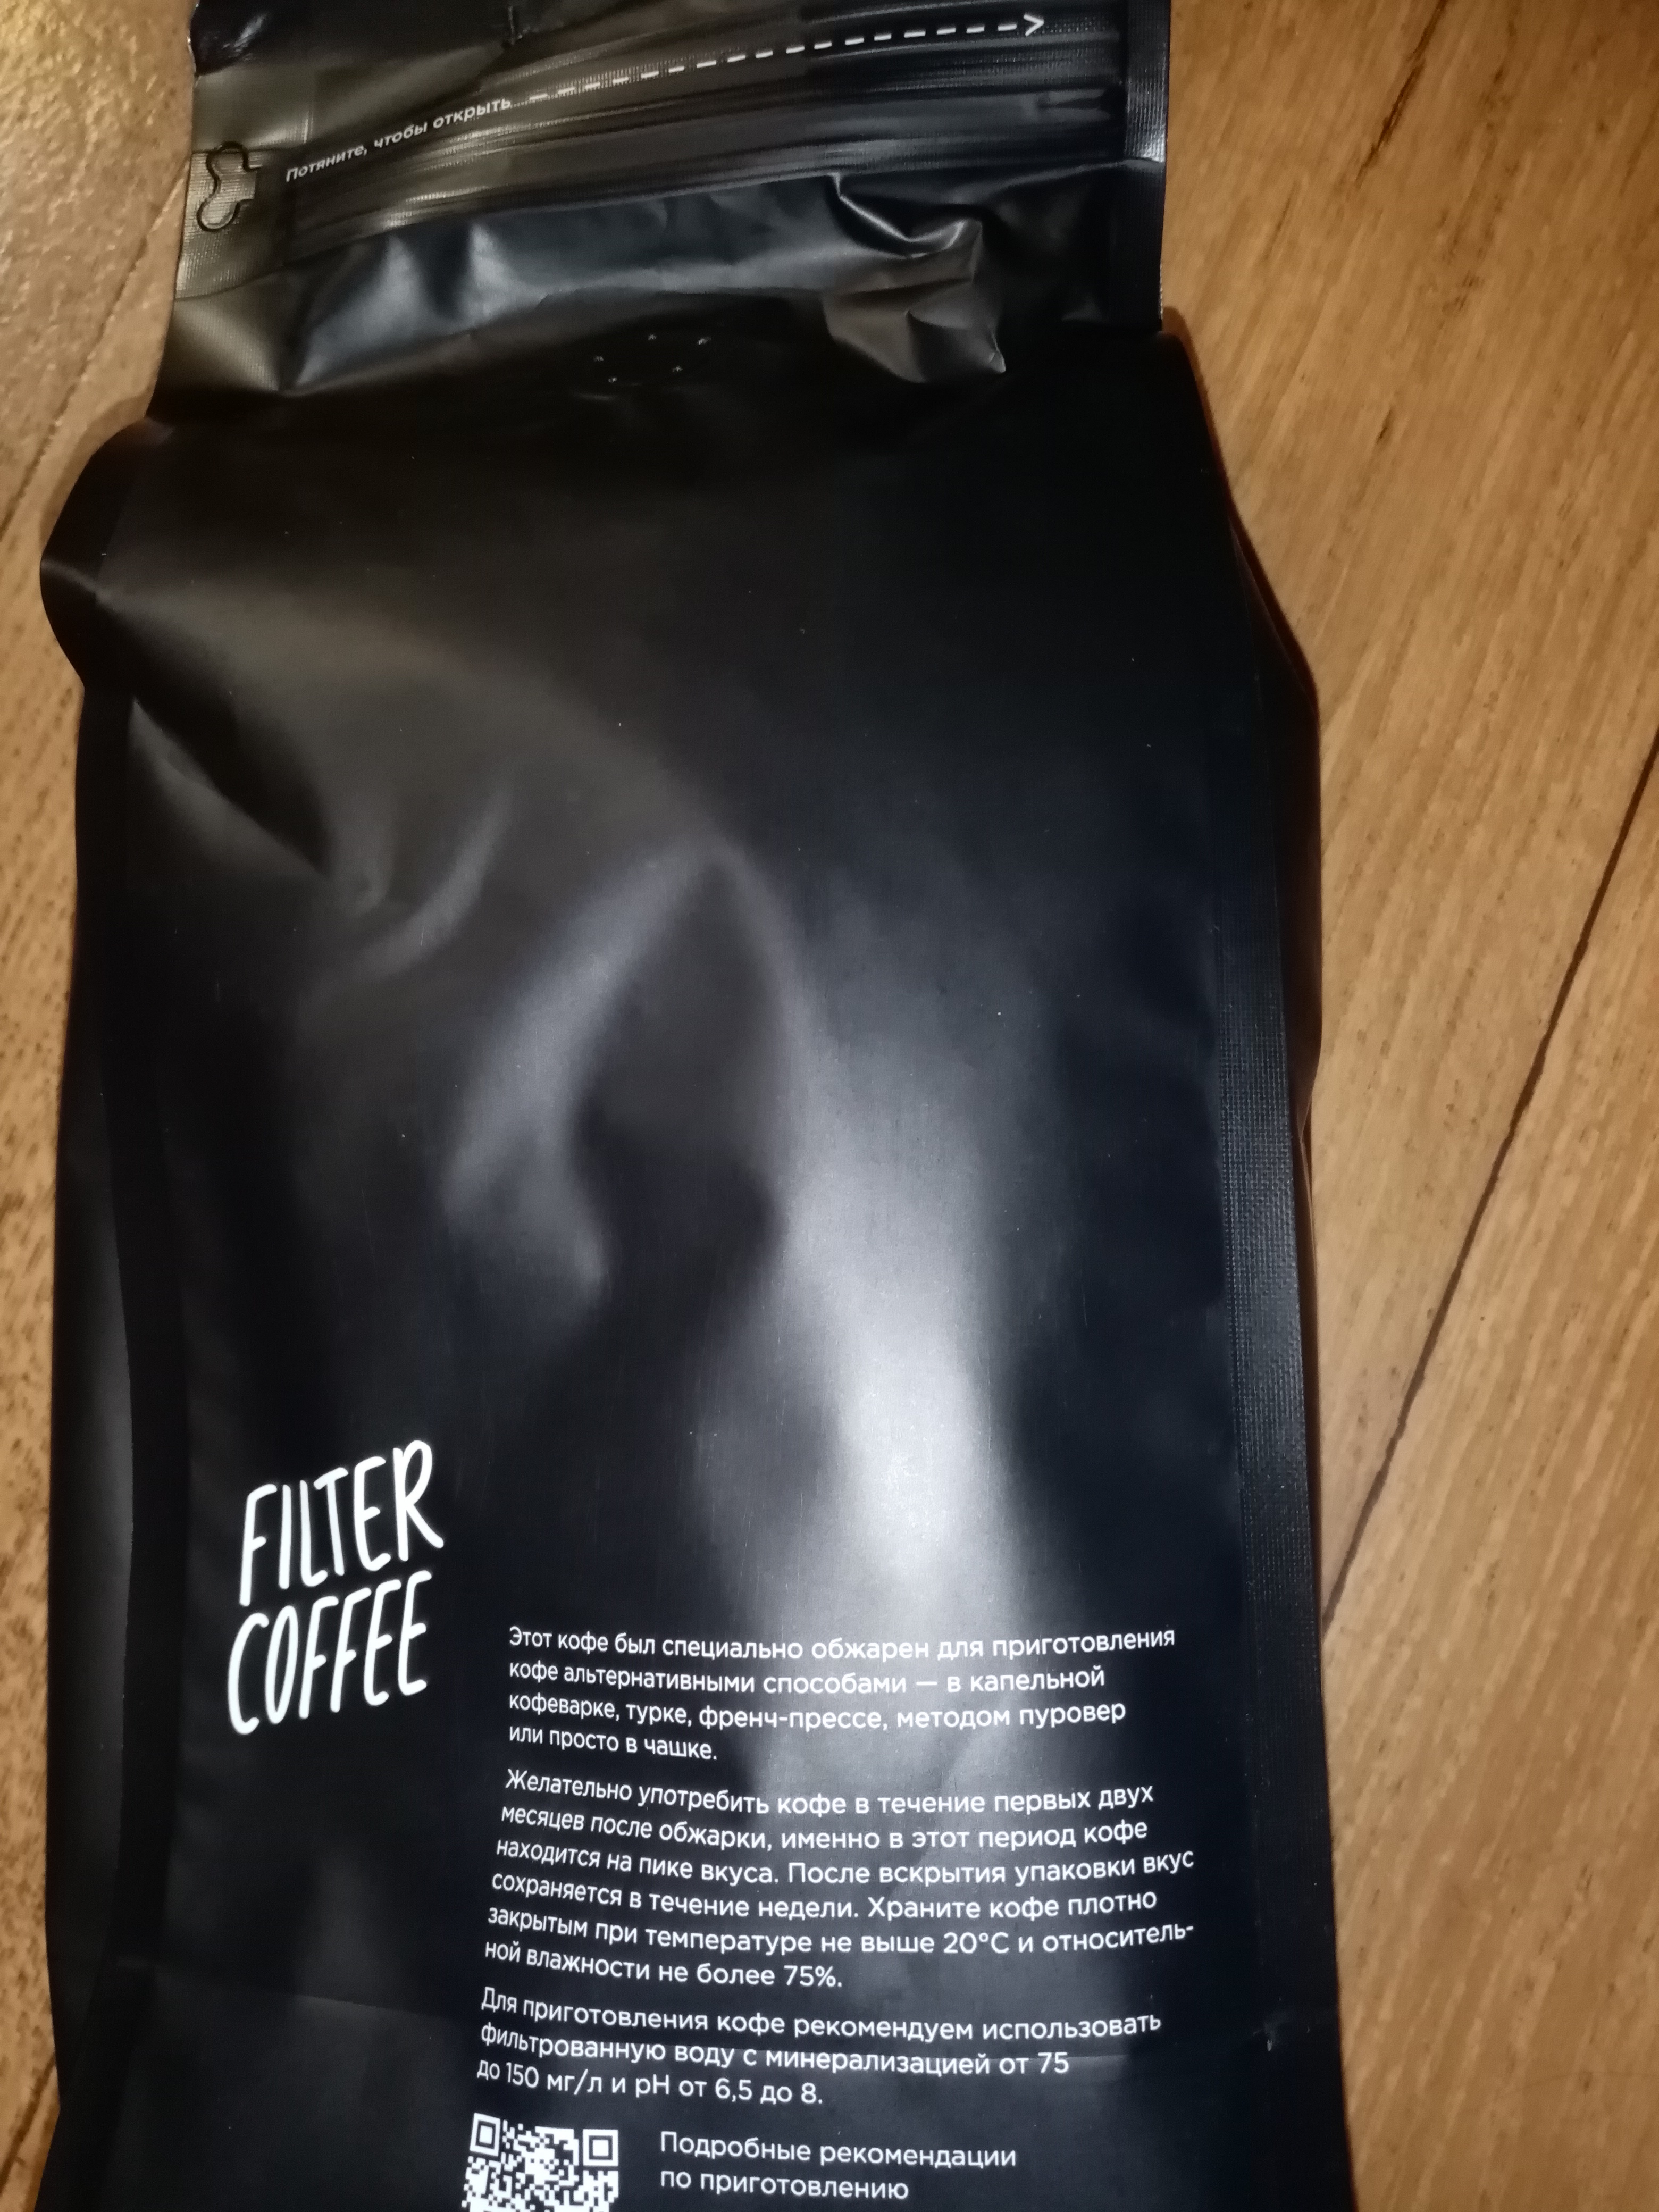 Потяните, чтобы открыть
FILTER
COFFEE
Этот кофе был специально обжарен для приготовления
кофе альтернативными способами — в капельной
кофеварке, турке, френч-прессе, методом пуровер
или просто в чашке.
Желательно употребить кофе в течение первых двух
месяцев после обжарки, именно в этот период кофе
находится на пике вкуса. После вскрытия упаковки вкус
сохраняется в течение недели. Храните кофе плотно
закрытым при температуре не выше 20°C и относитель-
ной влажности не более 75%.
Для приготовления кофе рекомендуем использовать
фильтрованную воду с минерализацией от 75
до 150 мг/л и pH от 6,5 до 8.
Подробные рекомендации
по приготовлению